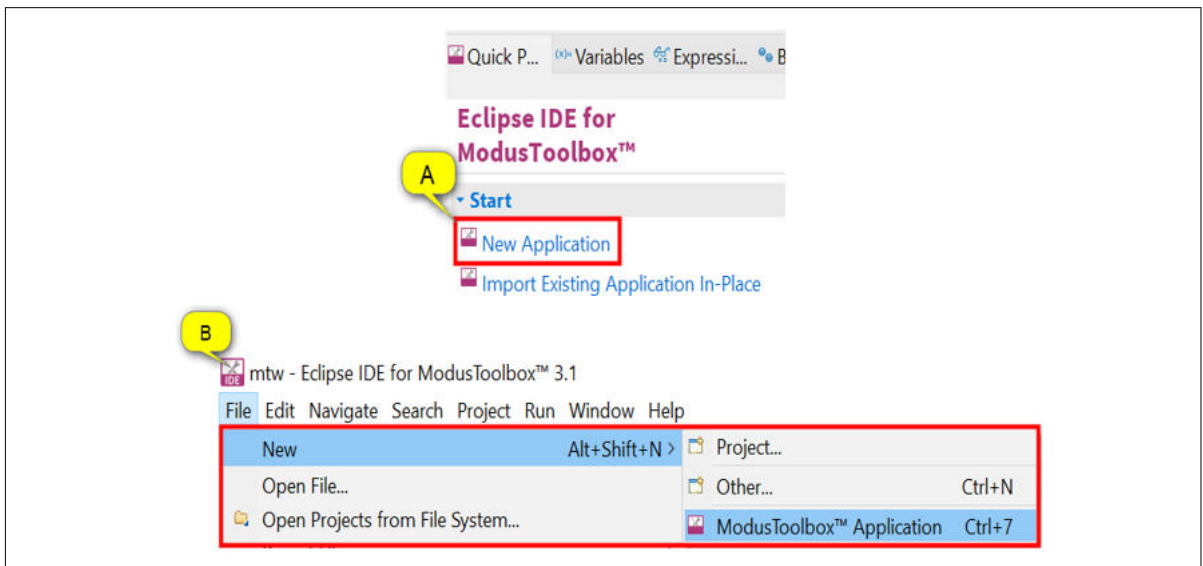 Quick P... (x)= Variables Expressi... B
Eclipse IDE for
ModusToolbox™
A
Start
New Application
Import Existing Application In-Place
B
IDE mtw - Eclipse IDE for ModusToolbox™ 3.1
File Edit Navigate Search Project Run Window Help
New Alt+Shift+N > Project...
Open File... Other... Ctrl+N
Open Projects from File System... ModusToolbox™ Application Ctrl+7